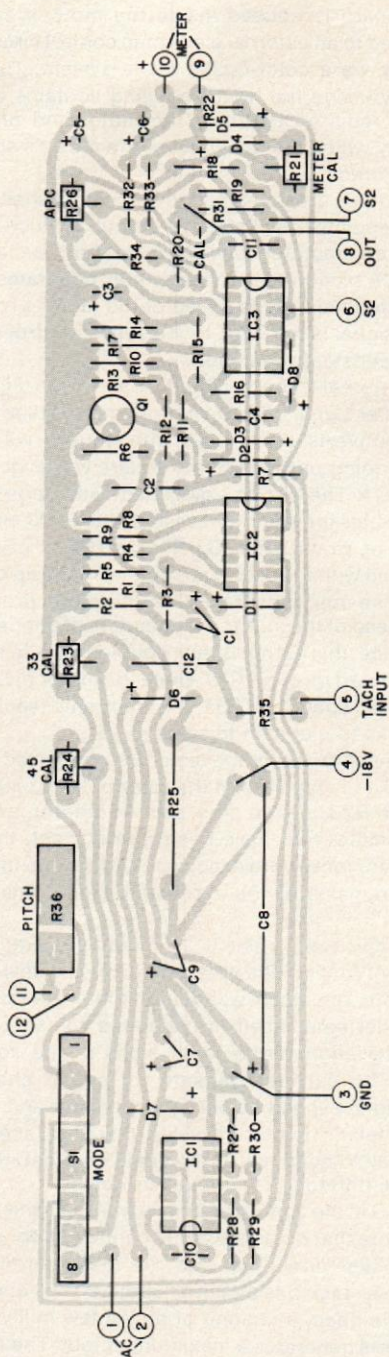 METER
+
10
9
APC
R26
+
C5
+
C6
R22
D5
+
D4
R32
R33
R18
+
R21
METER
CAL
R34
R20
CAL
R31
R19
C11
7
S2
8
OUT
+
C3
R14
R17
R10
R13
R15
IC3
6
S2
Q1
R12
R11
R16
D8
+
C4
D3
+
D2
+
R7
R6
C2
R8
R9
R4
R5
R1
R2
R3
IC2
+
D1
+
C1
33
CAL
R23
C12
+
D6
R35
5
TACH
INPUT
45
CAL
R24
R25
4
−18V
PITCH
R36
+
C9
C8
11
12
+
C7
+
3
GND
1
S1
8
MODE
D7
+
IC1
R27
R30
R28
R29
C10
1
2
AC